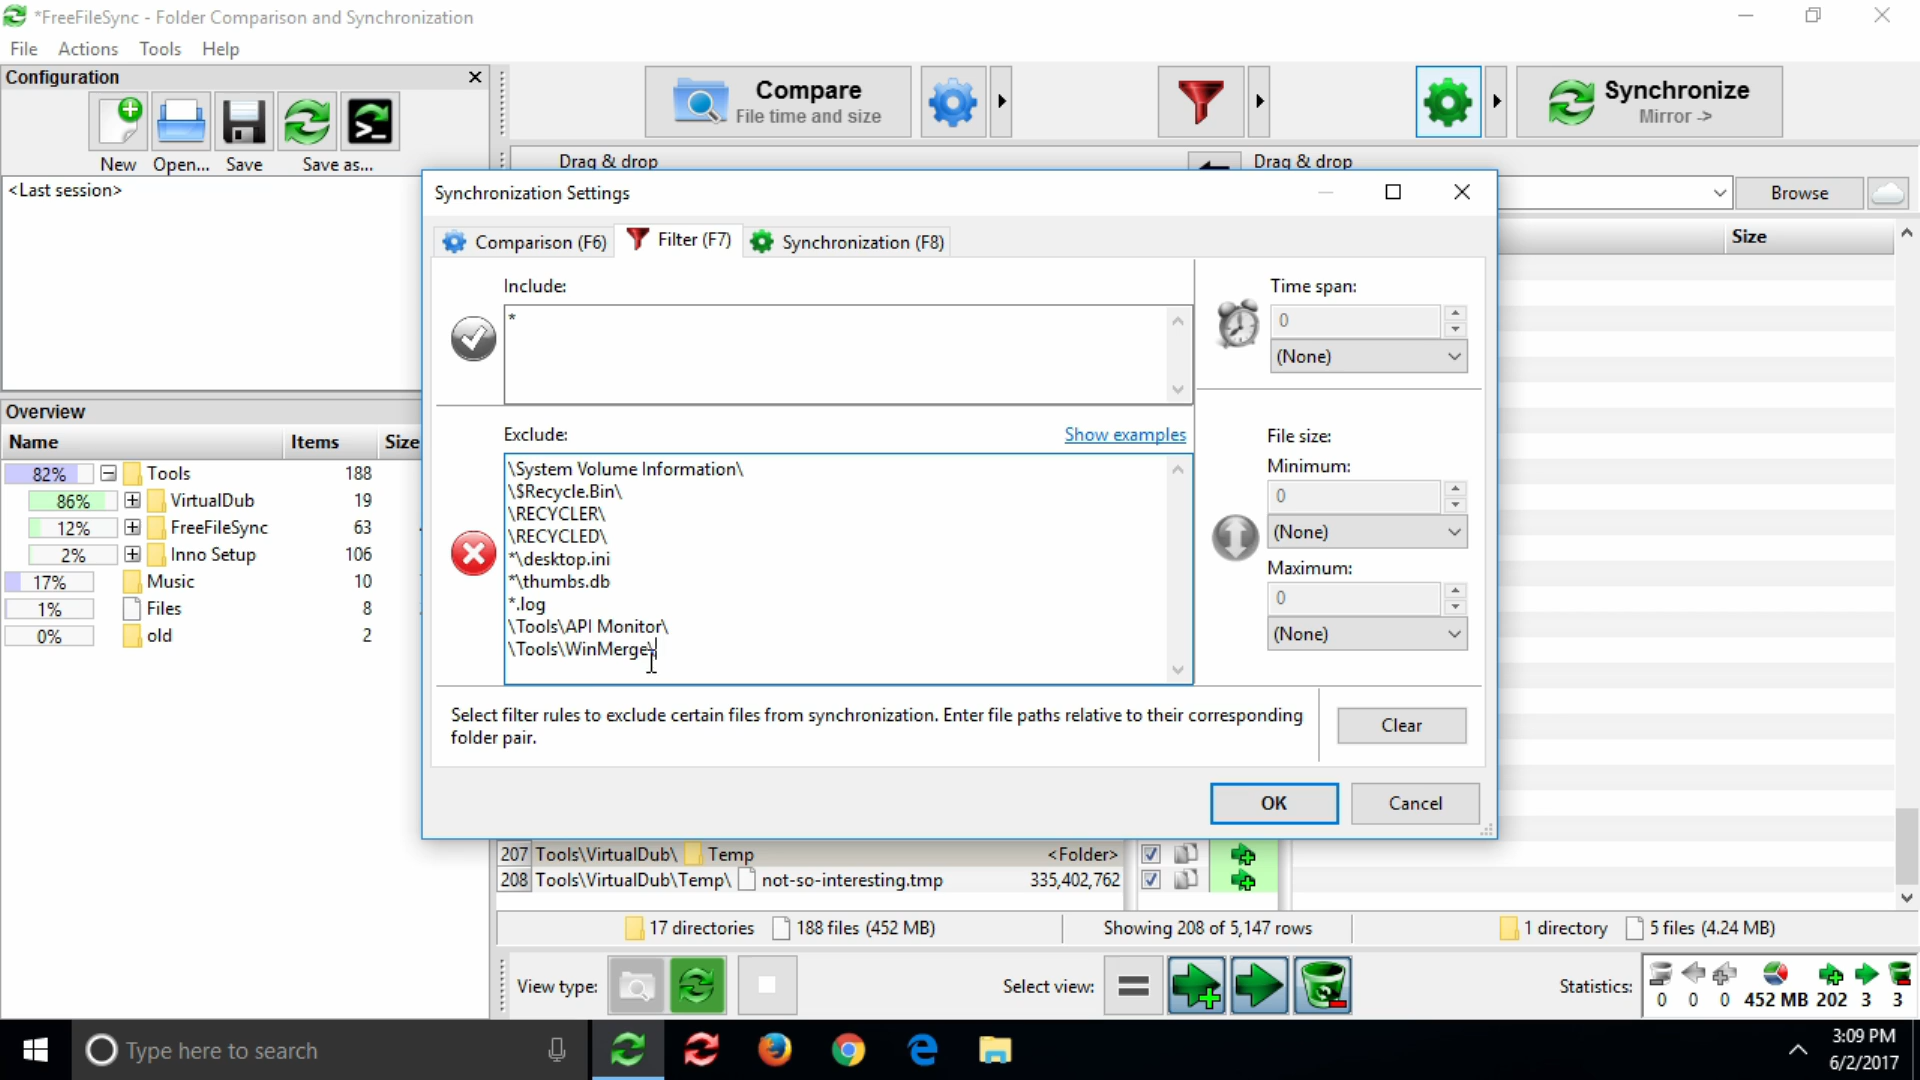 *FreeFileSync - Folder Comparison and Synchronization
File Actions Tools Help
Configuration
New Open... Save Save as...
<Last session>
Compare
File time and size
Synchronize
Mirror ->
Drag & drop
Drag & drop
Browse
Size
Overview
Name Items Size
82% Tools 188
86% VirtualDub 19
12% FreeFileSync 63
2% Inno Setup 106
17% Music 10
1% Files 8
0% old 2
Synchronization Settings
Comparison (F6) Filter (F7) Synchronization (F8)
Include:
*
Exclude:
Show examples
\System Volume Information\
\$Recycle.Bin\
\RECYCLER\
\RECYCLED\
*\desktop.ini
*\thumbs.db
*.log
\Tools\API Monitor\
\Tools\WinMerge\
Time span:
0
(None)
File size:
Minimum:
0
(None)
Maximum:
0
(None)
Select filter rules to exclude certain files from synchronization. Enter file paths relative to their corresponding
folder pair.
Clear
OK Cancel
207 Tools\VirtualDub\ Temp <Folder>
208 Tools\VirtualDub\Temp\ not-so-interesting.tmp 335,402,762
17 directories 188 files (452 MB) Showing 208 of 5,147 rows 1 directory 5 files (4.24 MB)
View type: Select view: Statistics:
0 0 0 452 MB 202 3 3
Type here to search
3:09 PM
6/2/2017